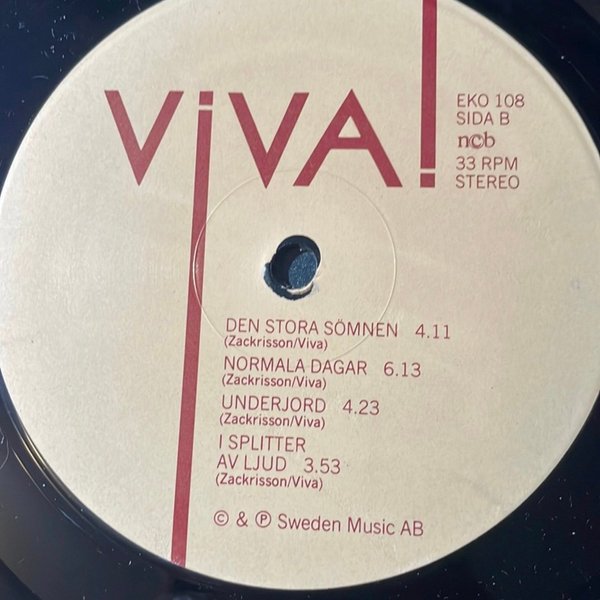 ViVA!
EKO 108
SIDA B
ncb
33 RPM
STEREO
DEN STORA SÖMNEN 4.11
(Zackrisson/Viva)
NORMALA DAGAR 6.13
(Zackrisson/Viva)
UNDERJORD 4.23
(Zackrisson/Viva)
I SPLITTER
AV LJUD 3.53
(Zackrisson/Viva)
© & ℗ Sweden Music AB